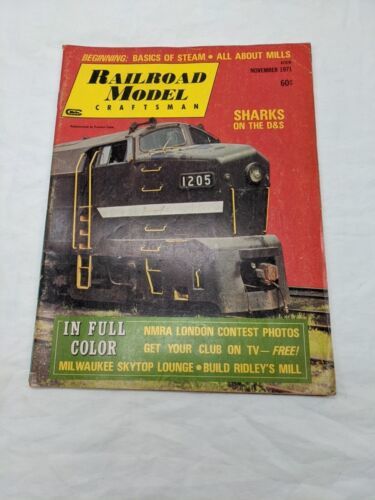 BEGINNING: BASICS OF STEAM • ALL ABOUT MILLS
NOVEMBER 1971
60¢
RAILROAD
MODEL
CRAFTSMAN
SHARKS
ON THE D&S
1205
IN FULL
COLOR
NMRA LONDON CONTEST PHOTOS
GET YOUR CLUB ON TV — FREE!
MILWAUKEE SKYTOP LOUNGE • BUILD RIDLEY'S MILL